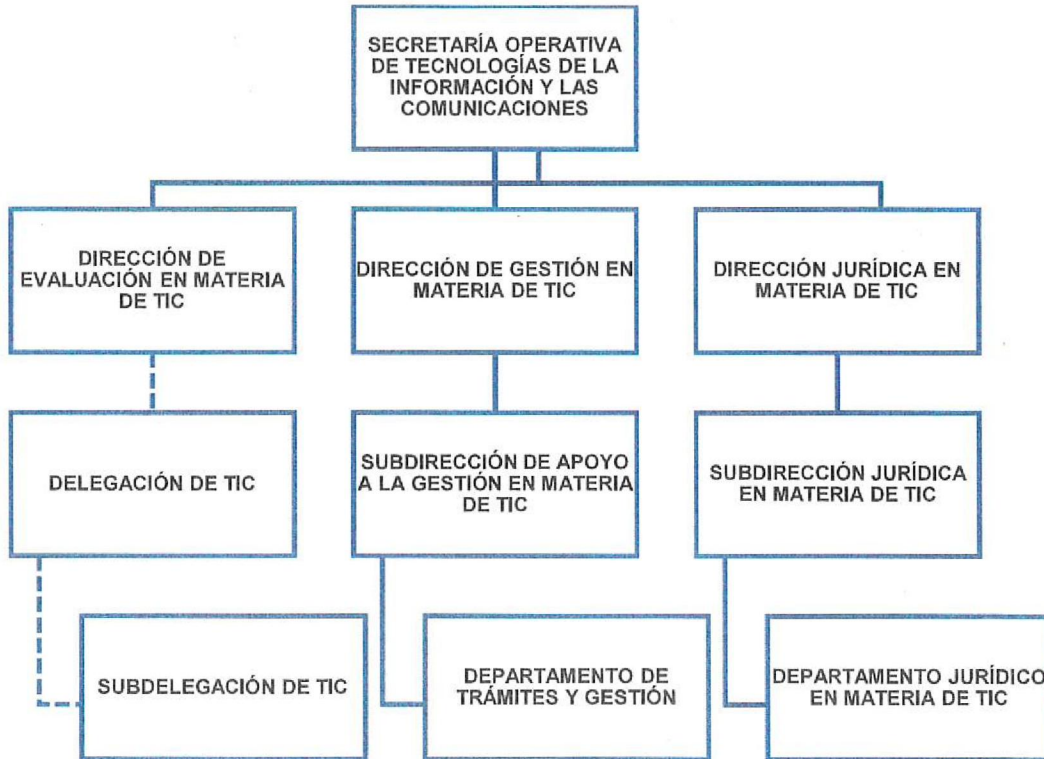 SECRETARÍA OPERATIVA
DE TECNOLOGÍAS DE LA
INFORMACIÓN Y LAS
COMUNICACIONES
DIRECCIÓN DE
EVALUACIÓN EN MATERIA
DE TIC
DIRECCIÓN DE GESTIÓN EN
MATERIA DE TIC
DIRECCIÓN JURÍDICA EN
MATERIA DE TIC
DELEGACIÓN DE TIC
SUBDIRECCIÓN DE APOYO
A LA GESTIÓN EN MATERIA
DE TIC
SUBDIRECCIÓN JURÍDICA
EN MATERIA DE TIC
SUBDELEGACIÓN DE TIC
DEPARTAMENTO DE
TRÁMITES Y GESTIÓN
DEPARTAMENTO JURÍDICO
EN MATERIA DE TIC